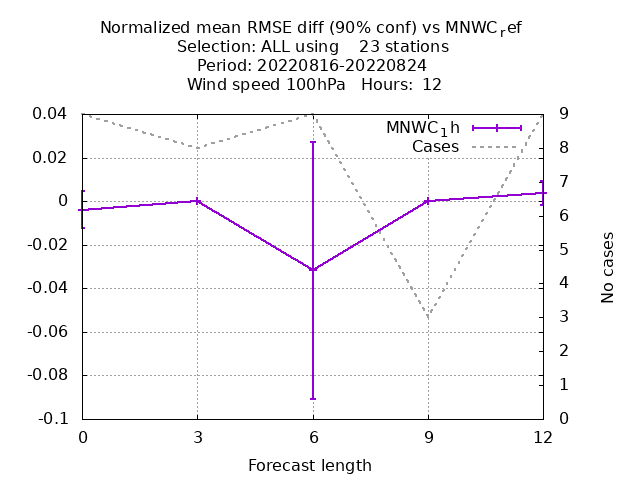 Normalized mean RMSE diff (90% conf) vs MNWC_ref
Selection: ALL using    23 stations
Period: 20220816-20220824
Wind speed 100hPa   Hours:  12
MNWC_1h
Cases
0.04
0.02
0
-0.02
-0.04
-0.06
-0.08
-0.1
9
8
7
6
5
4
3
2
1
0
No cases
0 3 6 9 12
Forecast length